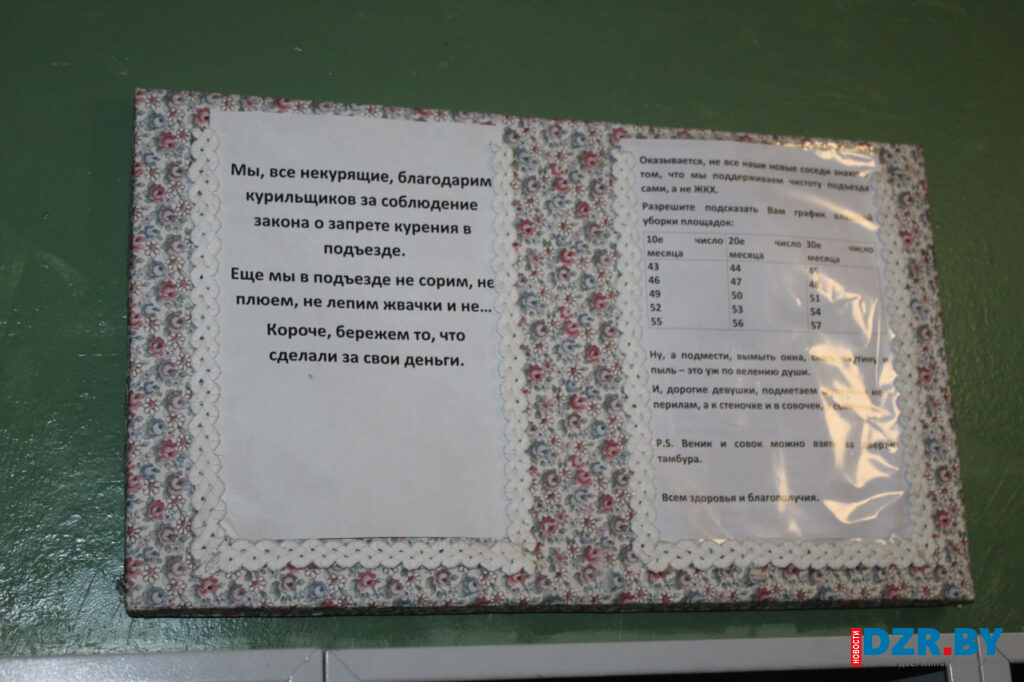 Мы, все некурящие, благодарим
курильщиков за соблюдение
закона о запрете курения в
подъезде.
Еще мы в подъезде не сорим, не
плюем, не лепим жвачки и не…
Короче, бережем то, что
сделали за свои деньги.
Оказывается, не все наши новые соседи знают
том, что мы поддерживаем чистоту подъезда
сами, а не ЖКХ.
Разрешите подсказать Вам график
уборки площадок:
10е число 20е число 30е число
месяца месяца месяца
43 44 45
46 47 48
49 50 51
52 53 54
55 56 57
Ну, а подмести, вымыть окна, и
пыль – это уж по велению души.
И, дорогие девушки, подметаем не
перилам, а к стеночке и в совочек,
P.S. Веник и совок можно взять за
тамбура.
Всем здоровья и благополучия.
НОВОСТИ
DZR.BY